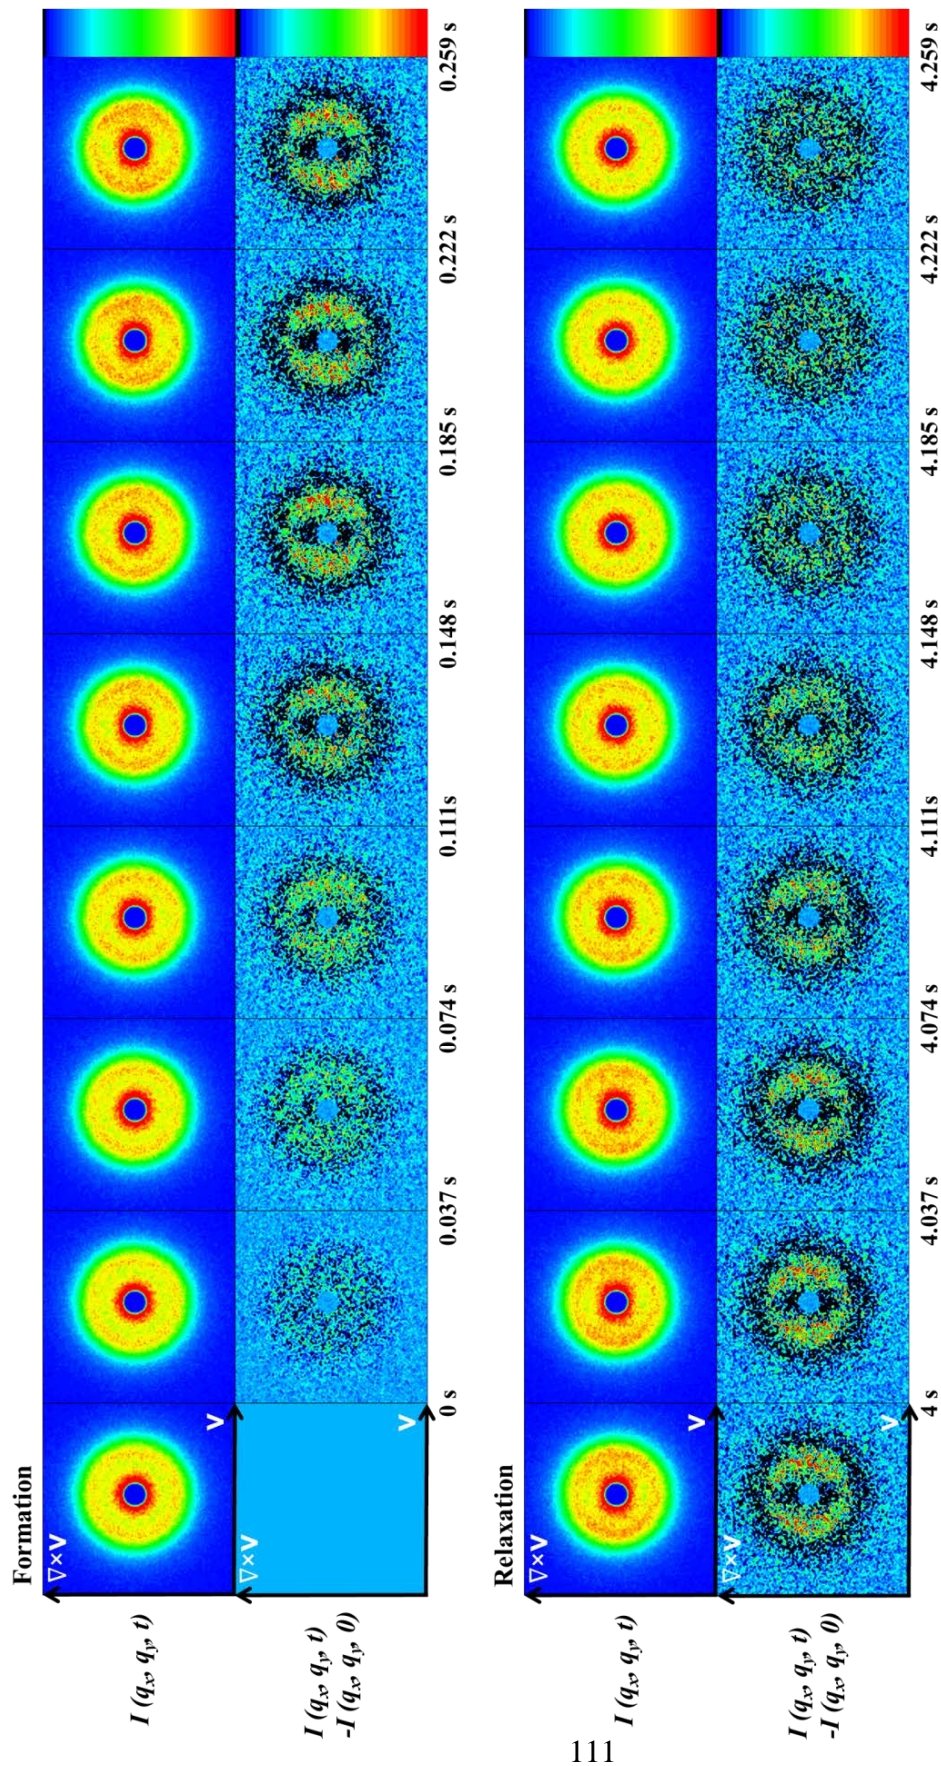 Formation
I (qx, qy, t)
∇×V
V
I (qx, qy, t)
-I (qx, qy, 0)
∇×V
V
0 s
0.037 s
0.074 s
0.111s
0.148 s
0.185 s
0.222 s
0.259 s
Relaxation
I (qx, qy, t)
∇×V
V
I (qx, qy, t)
-I (qx, qy, 0)
∇×V
V
4 s
4.037 s
4.074 s
4.111s
4.148 s
4.185 s
4.222 s
4.259 s
111